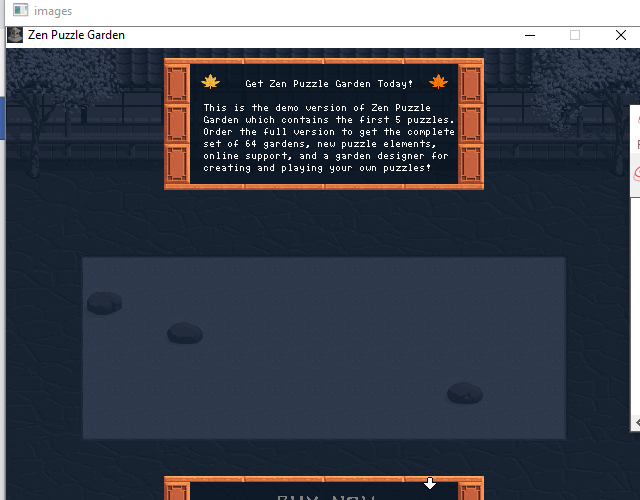 images
Zen Puzzle Garden
Get Zen Puzzle Garden Today!
This is the demo version of Zen Puzzle
Garden which contains the first 5 puzzles.
Order the full version to get the complete
set of 64 gardens, new puzzle elements,
online support, and a garden designer for
creating and playing your own puzzles!
BUY NOW